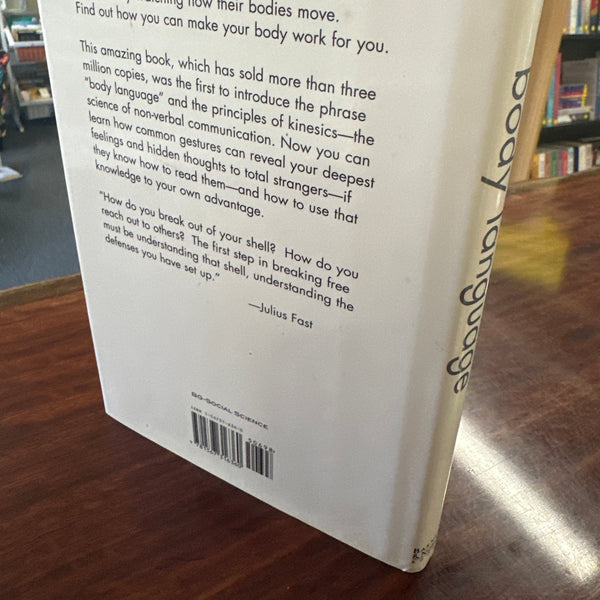 how their bodies move.
Find out how you can make your body work for you.
This amazing book, which has sold more than three
million copies, was the first to introduce the phrase
"body language" and the principles of kinesics—the
science of non-verbal communication. Now you can
learn how common gestures can reveal your deepest
feelings and hidden thoughts to total strangers—if
they know how to read them—and how to use that
knowledge to your own advantage.
"How do you break out of your shell? How do you
reach out to others? The first step in breaking free
must be understanding that shell, understanding the
defenses you have set up."
—Julius Fast
BG-SOCIAL SCIENCE
ISBN
body language